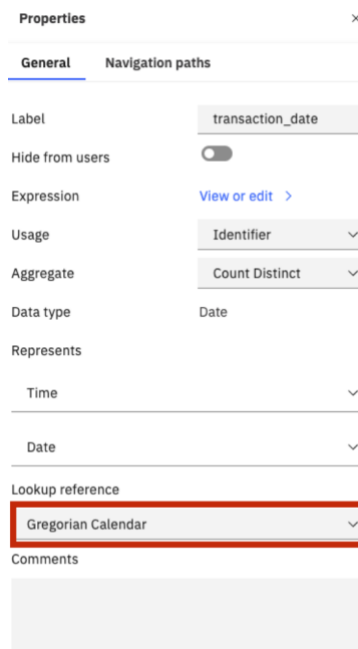 Properties
General Navigation paths
Label transaction_date
Hide from users
Expression View or edit
Usage Identifier
Aggregate Count Distinct
Data type Date
Represents
Time
Date
Lookup reference
Gregorian Calendar
Comments